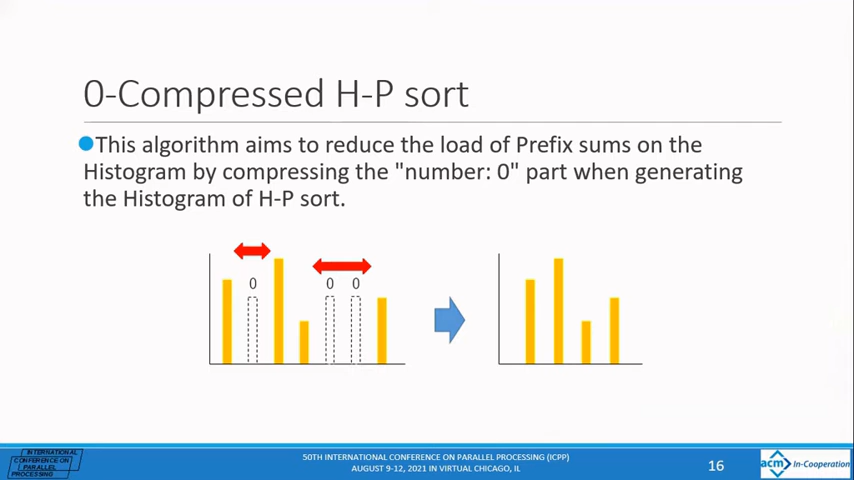 0-Compressed H-P sort
This algorithm aims to reduce the load of Prefix sums on the
Histogram by compressing the "number: 0" part when generating
the Histogram of H-P sort.
0
0 0
INTERNATIONAL
CONFERENCE ON
PARALLEL
PROCESSING
50TH INTERNATIONAL CONFERENCE ON PARALLEL PROCESSING (ICPP)
AUGUST 9-12, 2021 IN VIRTUAL CHICAGO, IL
16
acm In-Cooperation